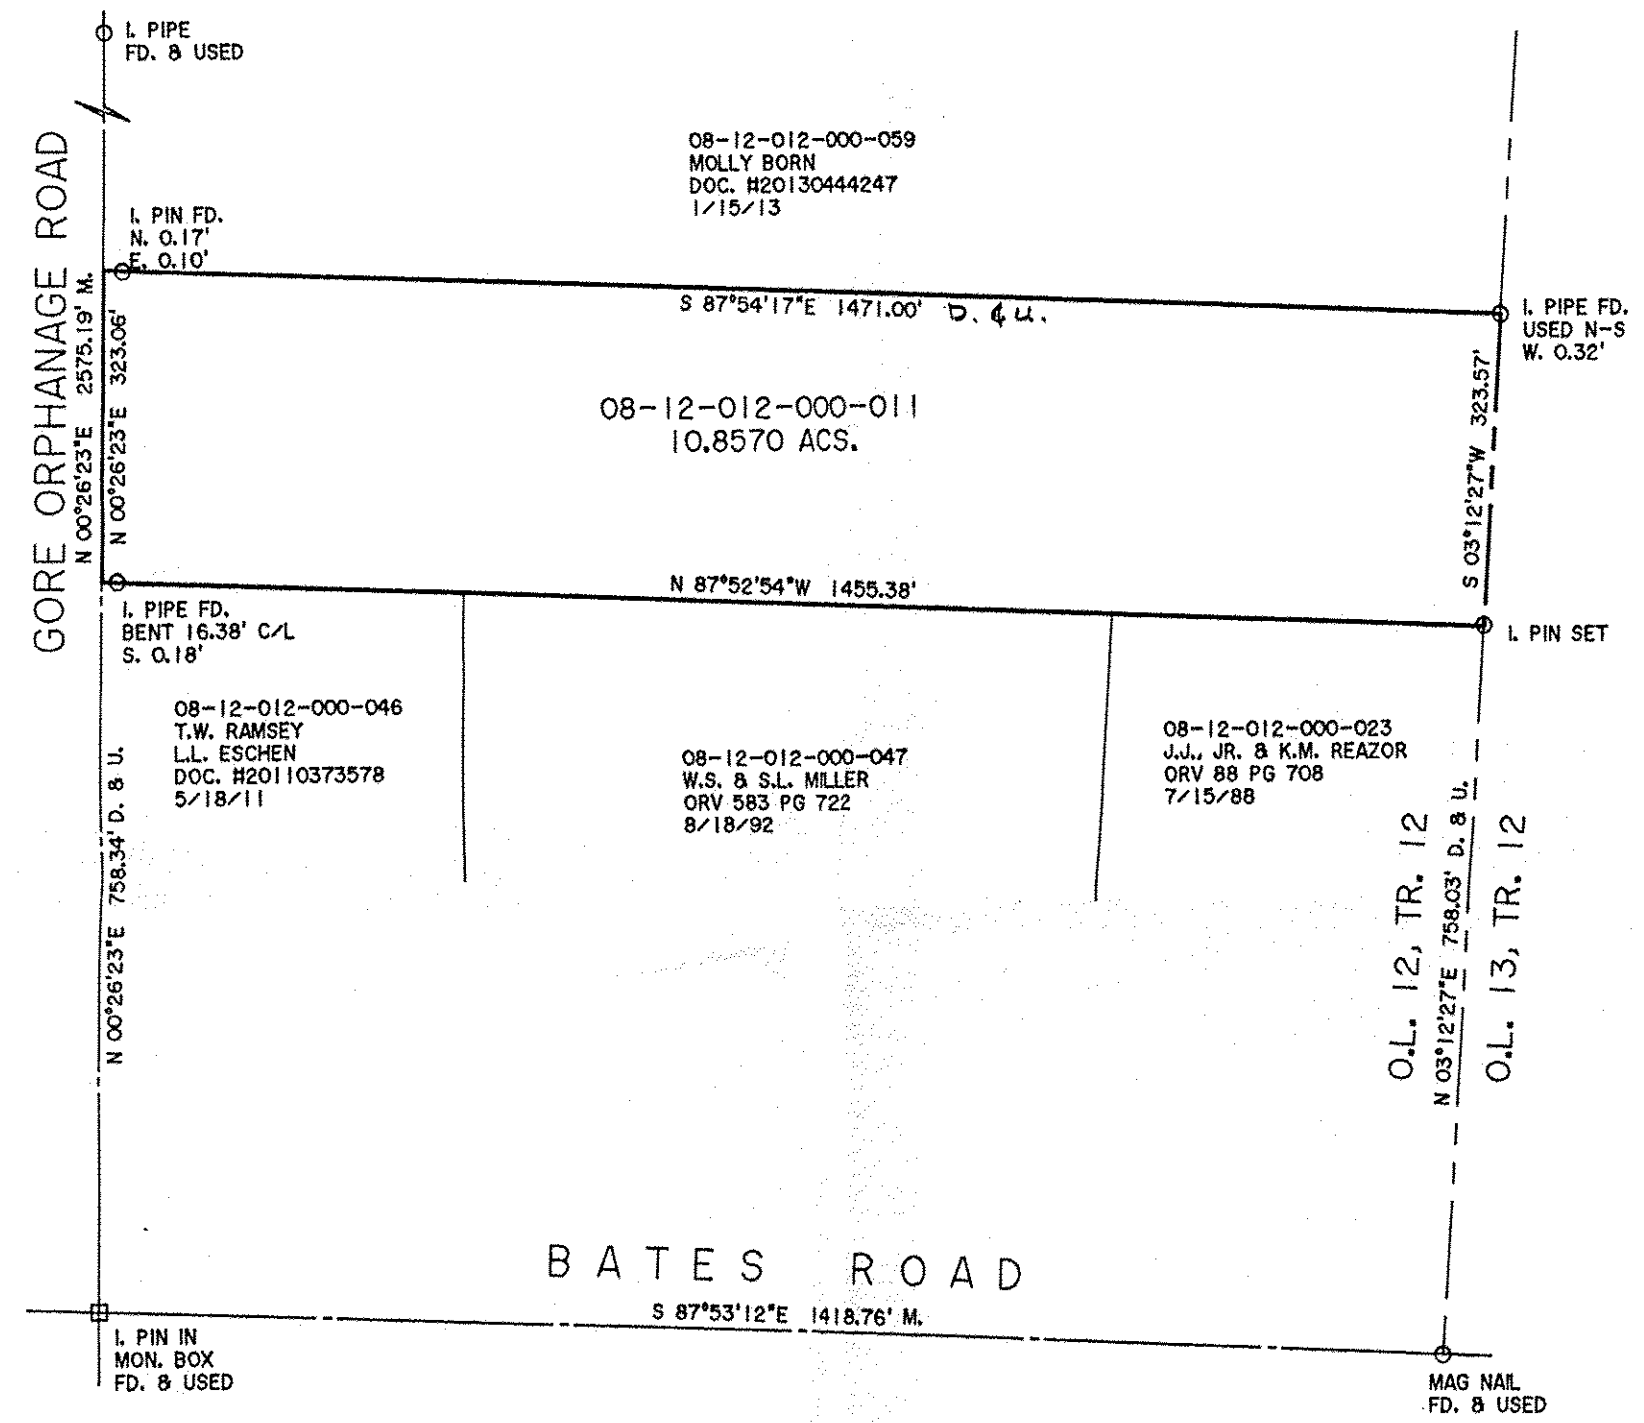 I. PIPE
FD. & USED
08-12-012-000-059
MOLLY BORN
DOC. #20130444247
1/15/13
GORE ORPHANAGE ROAD
I. PIN FD.
N. 0.17'
E. 0.10'
N 00°26'23"E 2575.19' M.
N 00°26'23"E 323.06'
S 87°54'17"E 1471.00' D. & U.
I. PIPE FD.
USED N-S
W. 0.32'
08-12-012-000-011
10.8570 ACS.
S 03°12'27"W 323.57'
N 87°52'54"W 1455.38'
I. PIPE FD.
BENT 16.38' C/L
S. 0.18'
I. PIN SET
08-12-012-000-046
T.W. RAMSEY
L.L. ESCHEN
DOC. #20110373578
5/18/11
08-12-012-000-047
W.S. & S.L. MILLER
ORV 583 PG 722
8/18/92
08-12-012-000-023
J.J., JR. & K.M. REAZOR
ORV 88 PG 708
7/15/88
N 00°26'23"E 758.34' D. & U.
O.L. 12, TR. 12
N 03°12'27"E 758.03' D. & U.
O.L. 13, TR. 12
BATES ROAD
S 87°53'12"E 1418.76' M.
I. PIN IN
MON. BOX
FD. & USED
MAG NAIL
FD. & USED